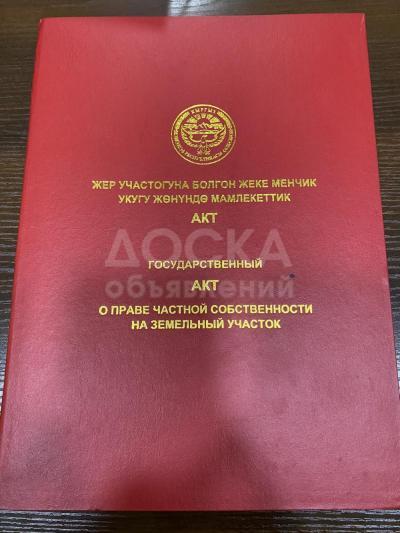 ЖЕР УЧАСТОГУНА БОЛГОН ЖЕКЕ МЕНЧИК
УКУГУ ЖӨНҮНДӨ МАМЛЕКЕТТИК
АКТ
ДОСКА
объявлений
ГОСУДАРСТВЕННЫЙ
АКТ
О ПРАВЕ ЧАСТНОЙ СОБСТВЕННОСТИ
НА ЗЕМЕЛЬНЫЙ УЧАСТОК